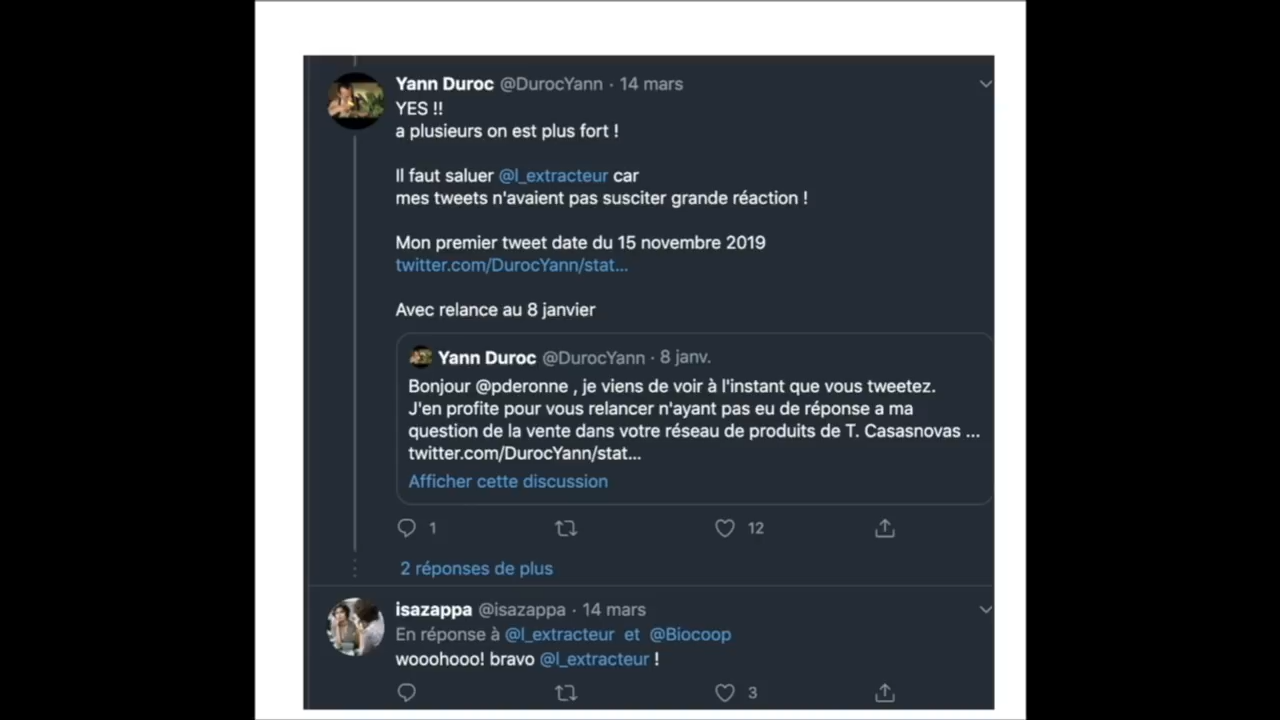 Yann Duroc @DurocYann · 14 mars
YES !!
a plusieurs on est plus fort !
Il faut saluer @l_extracteur car
mes tweets n'avaient pas susciter grande réaction !
Mon premier tweet date du 15 novembre 2019
twitter.com/DurocYann/stat...
Avec relance au 8 janvier
Yann Duroc @DurocYann · 8 janv.
Bonjour @pderonne , je viens de voir à l'instant que vous tweetez.
J'en profite pour vous relancer n'ayant pas eu de réponse a ma
question de la vente dans votre réseau de produits de T. Casasnovas ...
twitter.com/DurocYann/stat...
Afficher cette discussion
1 12
2 réponses de plus
isazappa @isazappa · 14 mars
En réponse à @l_extracteur et @Biocoop
wooohooo! bravo @l_extracteur !
3